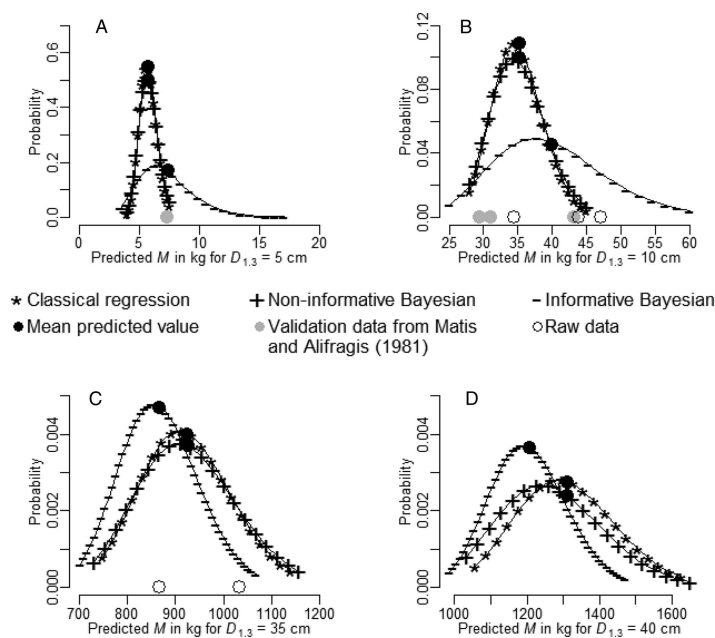 A
Probability
0.6
0.4
0.2
0.0
0 5 10 15 20
Predicted M in kg for D1.3 = 5 cm
B
Probability
0.12
0.08
0.04
0.00
25 30 35 40 45 50 55 60
Predicted M in kg for D1.3 = 10 cm
* Classical regression + Non-informative Bayesian - Informative Bayesian
● Mean predicted value ● Validation data from Matis ○ Raw data
and Alifragis (1981)
C
Probability
0.004
0.002
0.000
700 800 900 1000 1100 1200
Predicted M in kg for D1.3 = 35 cm
D
Probability
0.004
0.002
0.000
1000 1200 1400 1600
Predicted M in kg for D1.3 = 40 cm